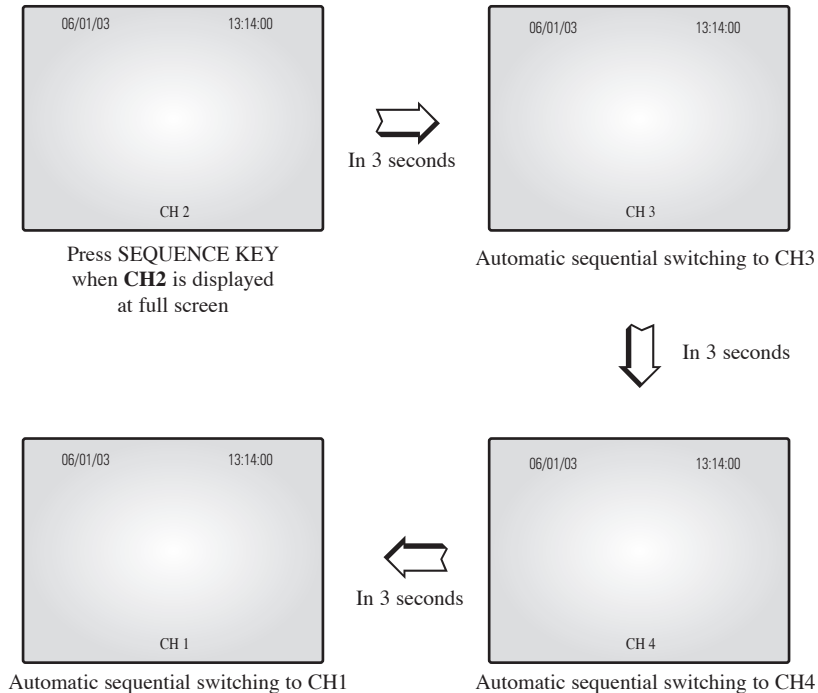 06/01/03 13:14:00
CH 2
Press SEQUENCE KEY
when CH2 is displayed
at full screen
In 3 seconds
06/01/03 13:14:00
CH 3
Automatic sequential switching to CH3
In 3 seconds
06/01/03 13:14:00
CH 4
Automatic sequential switching to CH4
In 3 seconds
06/01/03 13:14:00
CH 1
Automatic sequential switching to CH1